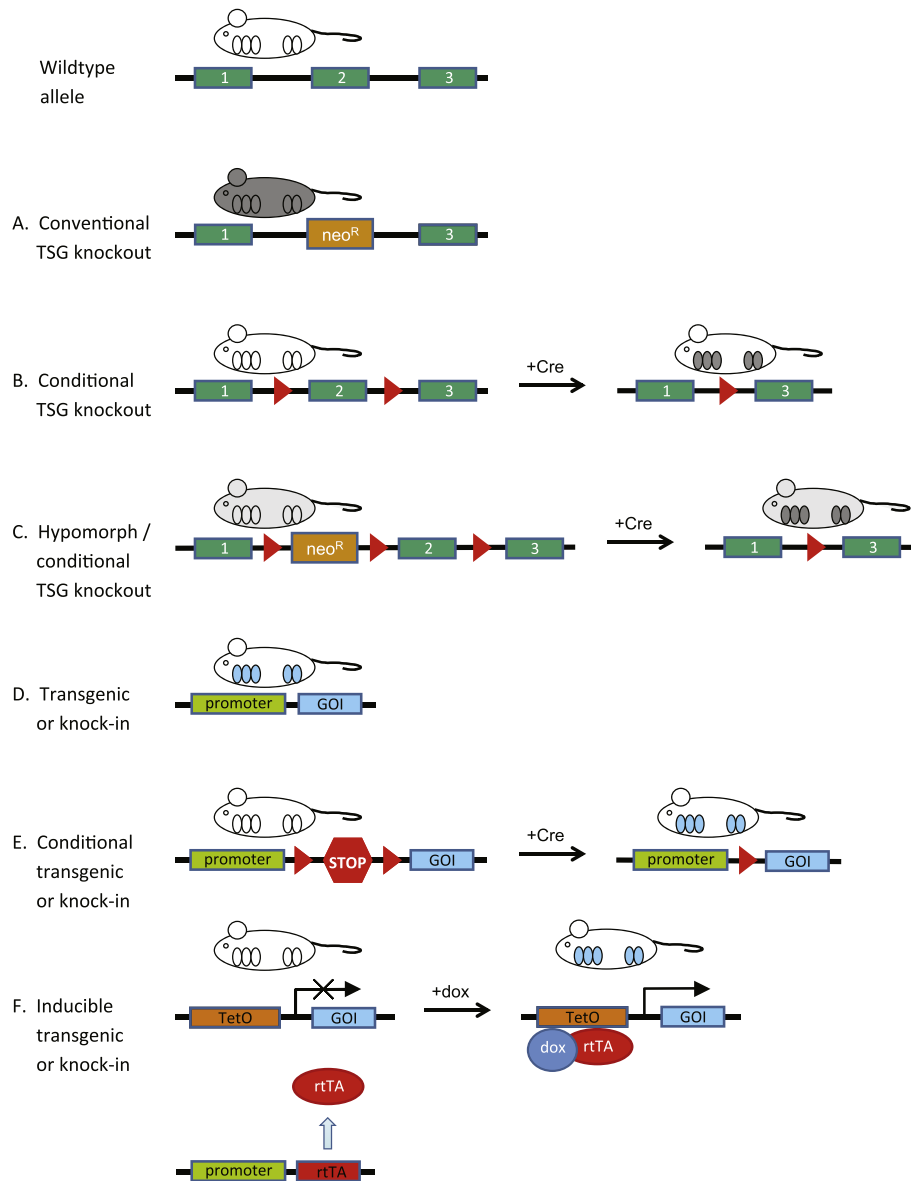 Wildtype
allele
1 2 3
A. Conventional
TSG knockout
1 neoR 3
B. Conditional
TSG knockout
1 2 3
+Cre
1 3
C. Hypomorph /
conditional
TSG knockout
1 neoR 2 3
+Cre
1 3
D. Transgenic
or knock-in
promoter GOI
E. Conditional
transgenic
or knock-in
promoter STOP GOI
+Cre
promoter GOI
F. Inducible
transgenic
or knock-in
TetO GOI
+dox
TetO GOI
dox rtTA
rtTA
promoter rtTA